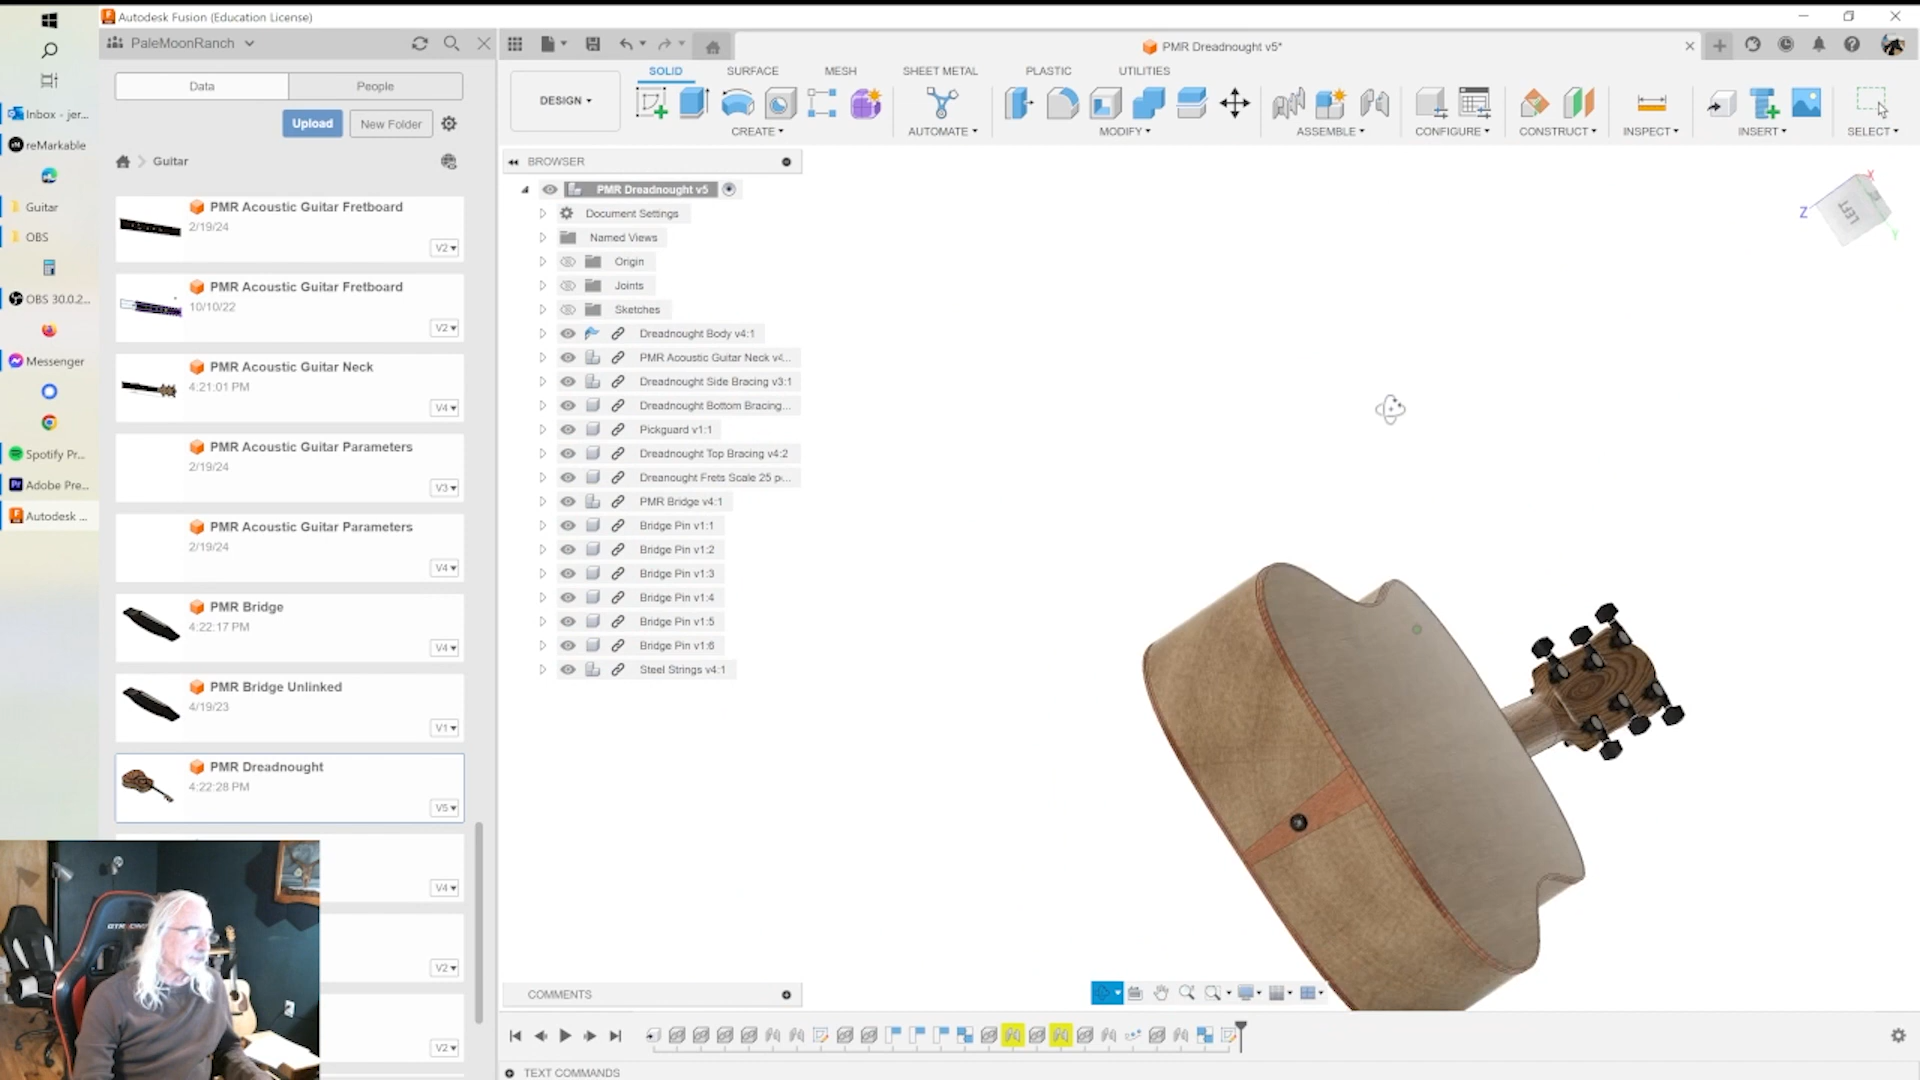 Autodesk Fusion (Education License)
PaleMoonRanch
PMR Dreadnought v5*
Data
People
Upload
New Folder
Guitar
Inbox - jer...
reMarkable
Guitar
OBS
OBS 30.0.2...
Messenger
Spotify Pr...
Adobe Pre...
Autodesk ...
PMR Acoustic Guitar Fretboard
2/19/24
V2
PMR Acoustic Guitar Fretboard
10/10/22
V2
PMR Acoustic Guitar Neck
4:21:01 PM
V4
PMR Acoustic Guitar Parameters
2/19/24
V3
PMR Acoustic Guitar Parameters
2/19/24
V4
PMR Bridge
4:22:17 PM
V4
PMR Bridge Unlinked
4/19/23
V1
PMR Dreadnought
4:22:28 PM
V5
V4
V2
V2
DESIGN
SOLID
SURFACE
MESH
SHEET METAL
PLASTIC
UTILITIES
CREATE
AUTOMATE
MODIFY
ASSEMBLE
CONFIGURE
CONSTRUCT
INSPECT
INSERT
SELECT
BROWSER
PMR Dreadnought v5
Document Settings
Named Views
Origin
Joints
Sketches
Dreadnought Body v4:1
PMR Acoustic Guitar Neck v4...
Dreadnought Side Bracing v3:1
Dreadnought Bottom Bracing...
Pickguard v1:1
Dreadnought Top Bracing v4:2
Dreanought Frets Scale 25 p...
PMR Bridge v4:1
Bridge Pin v1:1
Bridge Pin v1:2
Bridge Pin v1:3
Bridge Pin v1:4
Bridge Pin v1:5
Bridge Pin v1:6
Steel Strings v4:1
X
Z
LEFT
Y
COMMENTS
TEXT COMMANDS